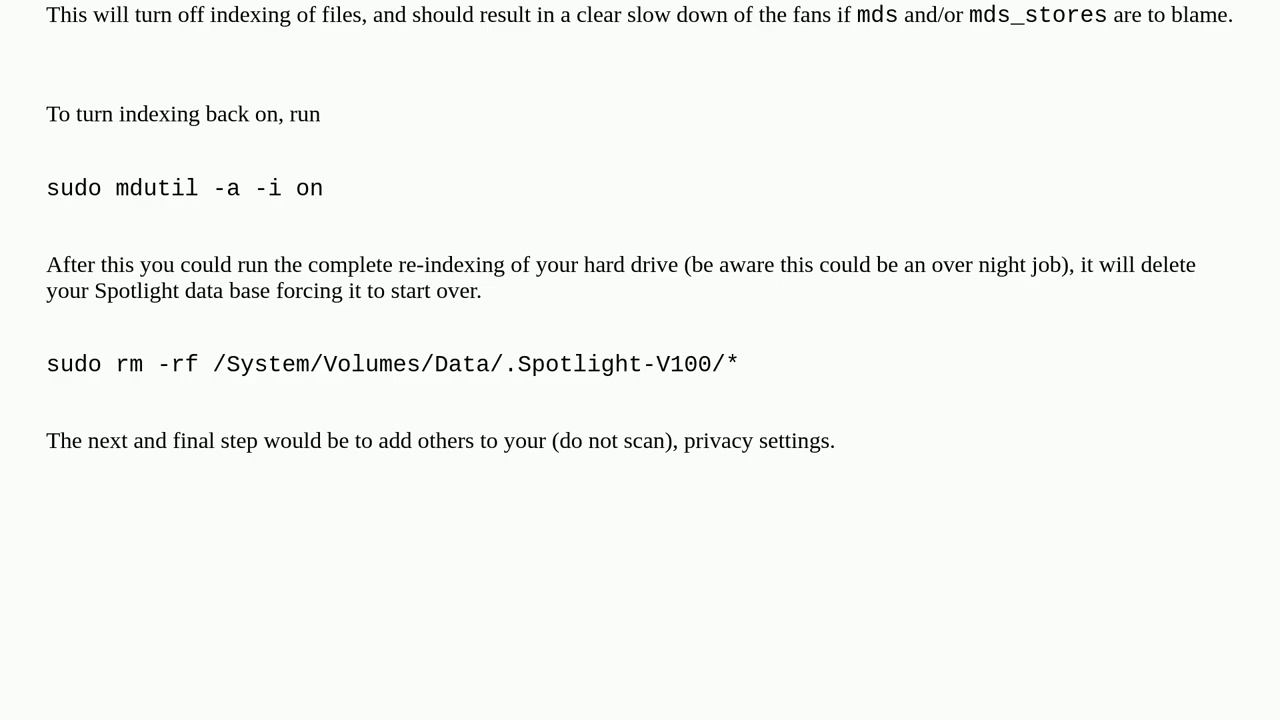 This will turn off indexing of files, and should result in a clear slow down of the fans if mds and/or mds_stores are to blame.
To turn indexing back on, run
sudo mdutil -a -i on
After this you could run the complete re-indexing of your hard drive (be aware this could be an over night job), it will delete
your Spotlight data base forcing it to start over.
sudo rm -rf /System/Volumes/Data/.Spotlight-V100/*
The next and final step would be to add others to your (do not scan), privacy settings.